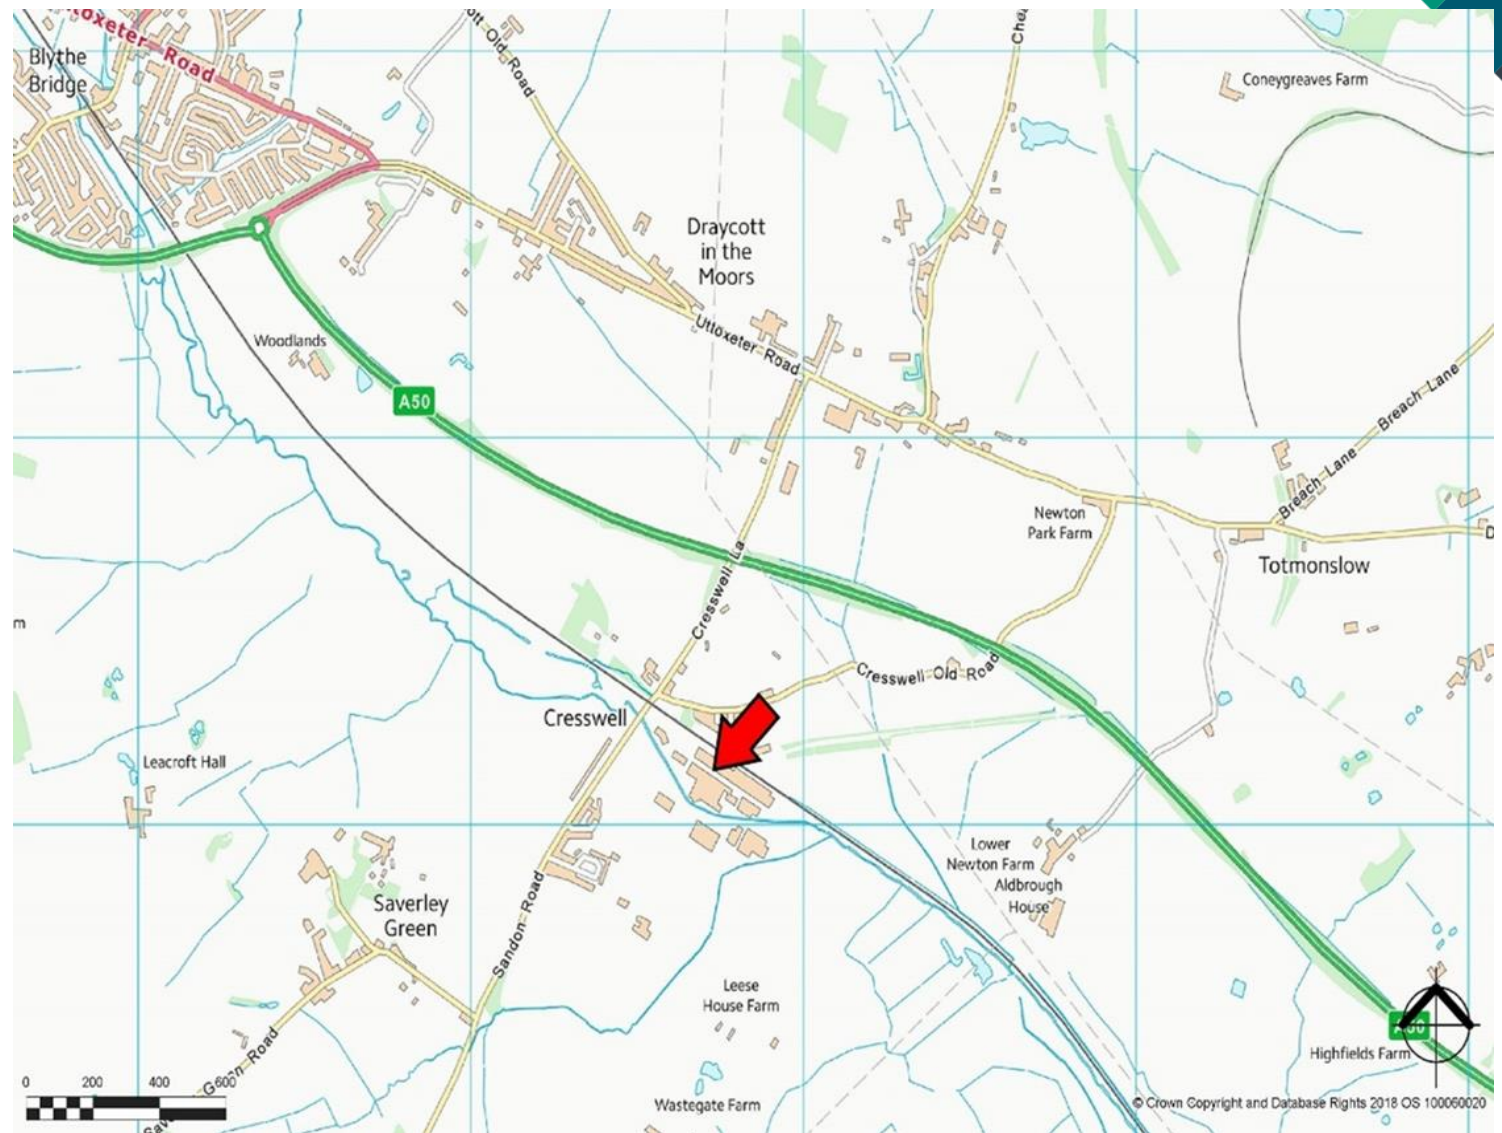 Uttoxeter Road
Blythe
Bridge
Old Road
Coneygreaves Farm
Draycott
in the
Moors
Uttoxeter Road
Woodlands
A50
Breach Lane
Breach Lane
Newton
Park Farm
Totmonslow
D
m
Cresswell La
Cresswell Old Road
Cresswell
Leacroft Hall
Lower
Newton Farm
Aldbrough
House
Saverley
Green
Sandon Road
Leese
House Farm
A50
Highfields Farm
Green Road
Wastegate Farm
0 200 400 600
© Crown Copyright and Database Rights 2018 OS 100060020